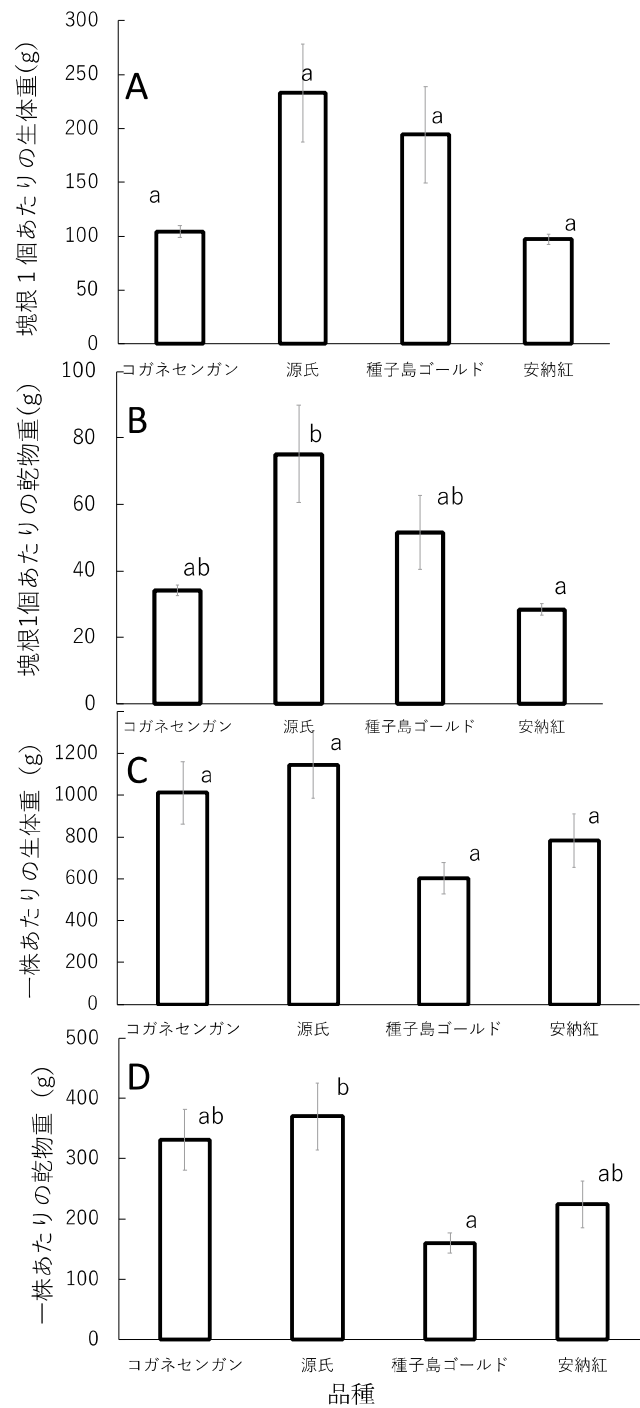 塊根１個あたりの生体重(g)
A
300
250
200
150
100
50
0
a
a
a
a
コガネセンガン 源氏 種子島ゴールド 安納紅
塊根1個あたりの乾物重(g)
B
100
80
60
40
20
0
ab
b
ab
a
コガネセンガン 源氏 種子島ゴールド 安納紅
一株あたりの生体重（g）
C
1200
1000
800
600
400
200
0
a
a
a
a
コガネセンガン 源氏 種子島ゴールド 安納紅
一株あたりの乾物重（g）
D
500
400
300
200
100
0
ab
b
a
ab
コガネセンガン 源氏 種子島ゴールド 安納紅
品種